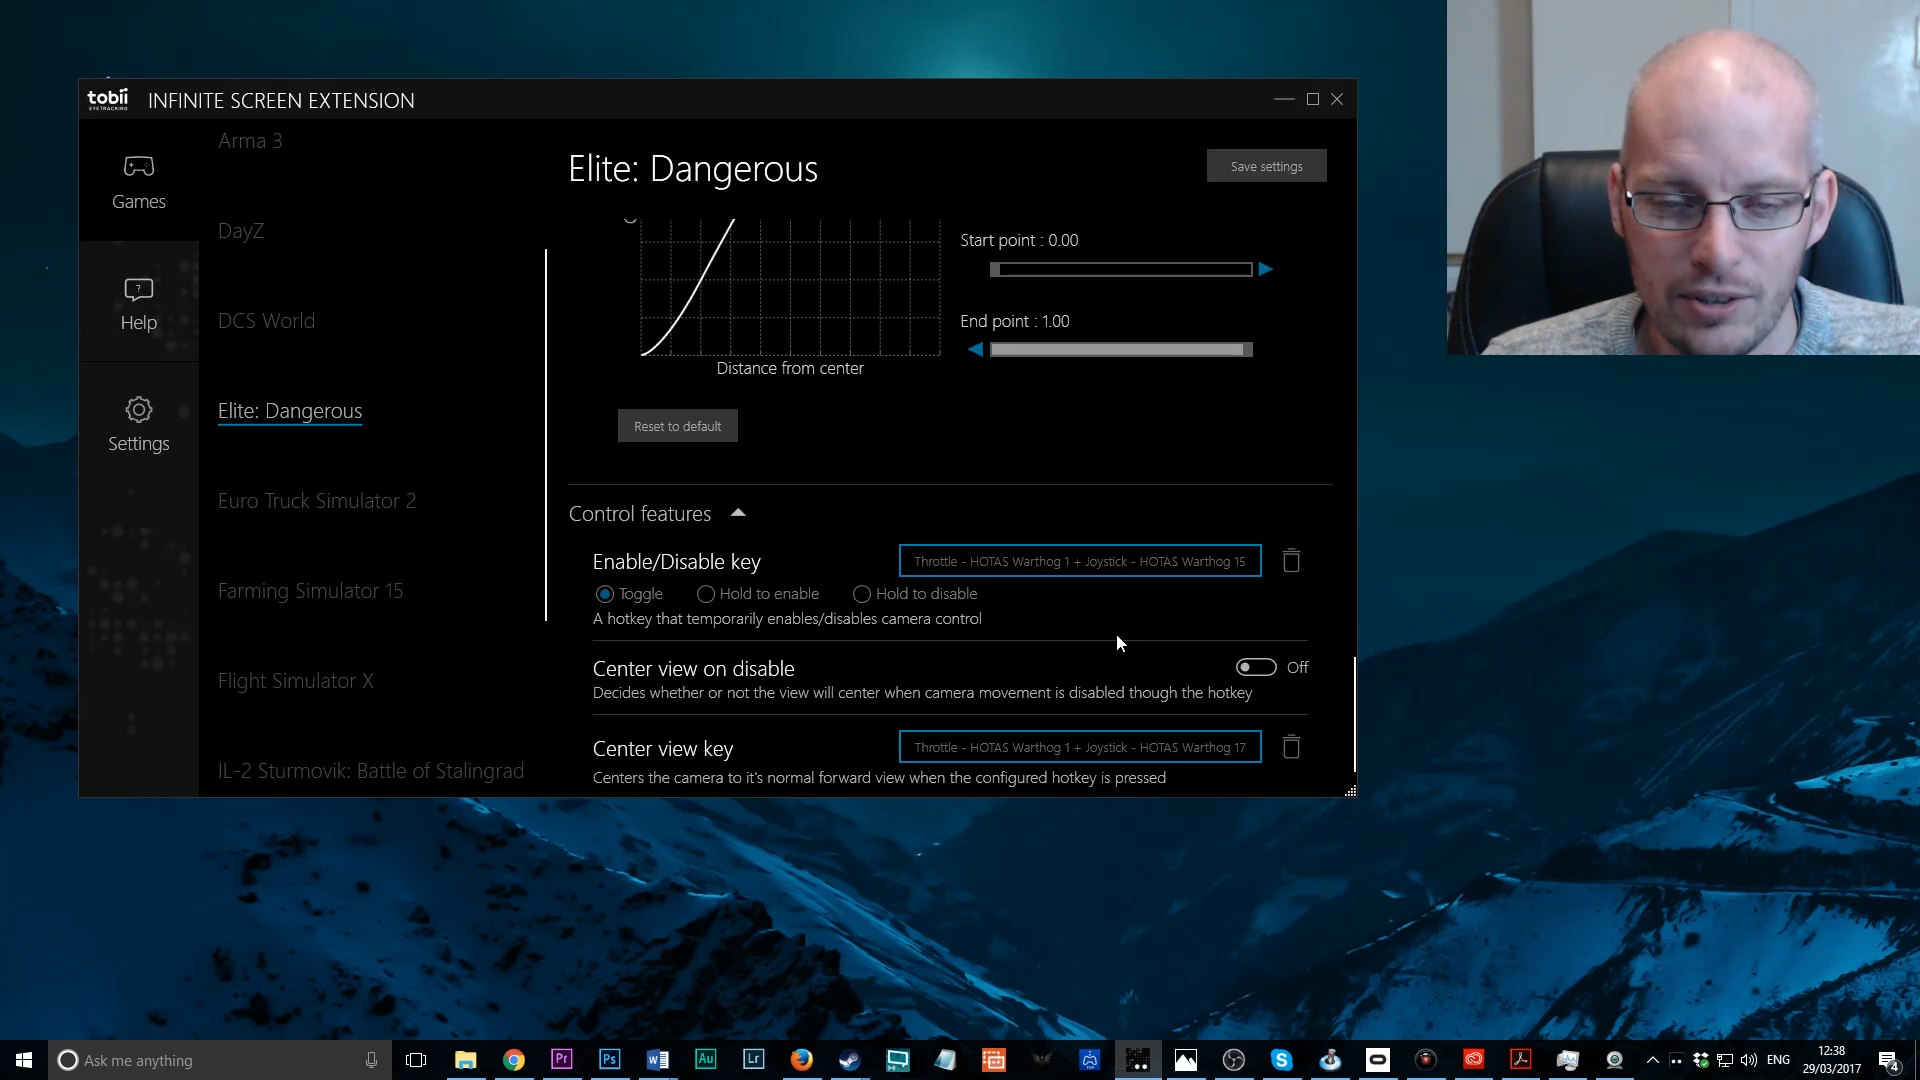 tobii
EYETRACKING
INFINITE SCREEN EXTENSION
Games
Help
Settings
Arma 3
DayZ
DCS World
Elite: Dangerous
Euro Truck Simulator 2
Farming Simulator 15
Flight Simulator X
IL-2 Sturmovik: Battle of Stalingrad
Elite: Dangerous
Save settings
Start point : 0.00
End point : 1.00
Distance from center
Reset to default
Control features
Enable/Disable key
Throttle - HOTAS Warthog 1 + Joystick - HOTAS Warthog 15
Toggle
Hold to enable
Hold to disable
A hotkey that temporarily enables/disables camera control
Center view on disable
Off
Decides whether or not the view will center when camera movement is disabled though the hotkey
Center view key
Throttle - HOTAS Warthog 1 + Joystick - HOTAS Warthog 17
Centers the camera to it's normal forward view when the configured hotkey is pressed
Ask me anything
Pr
Ps
Au
Lr
ENG
12:38
29/03/2017
4